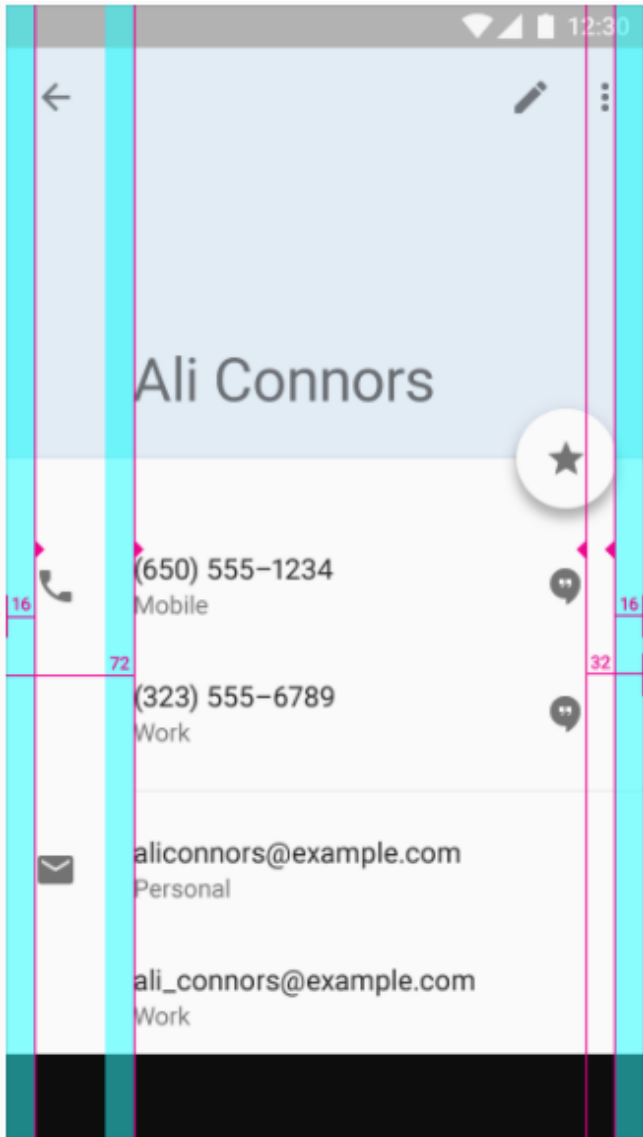 12:30
Ali Connors
(650) 555–1234
Mobile
16
16
72
32
(323) 555–6789
Work
aliconnors@example.com
Personal
ali_connors@example.com
Work